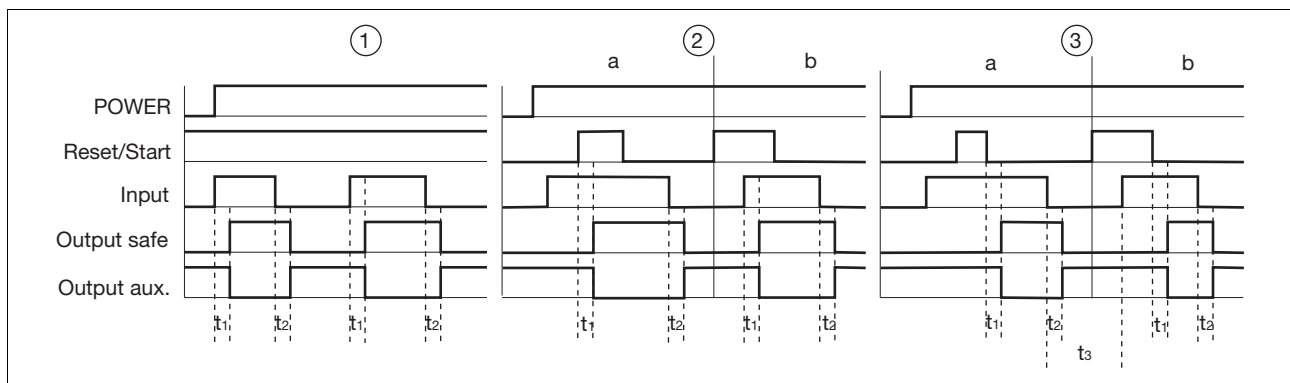 ① ② ③
a b a b
POWER
Reset/Start
Input
Output safe
Output aux.
t1 t2 t1 t2 t1 t2 t1 t2 t1 t2 t1 t2
t3